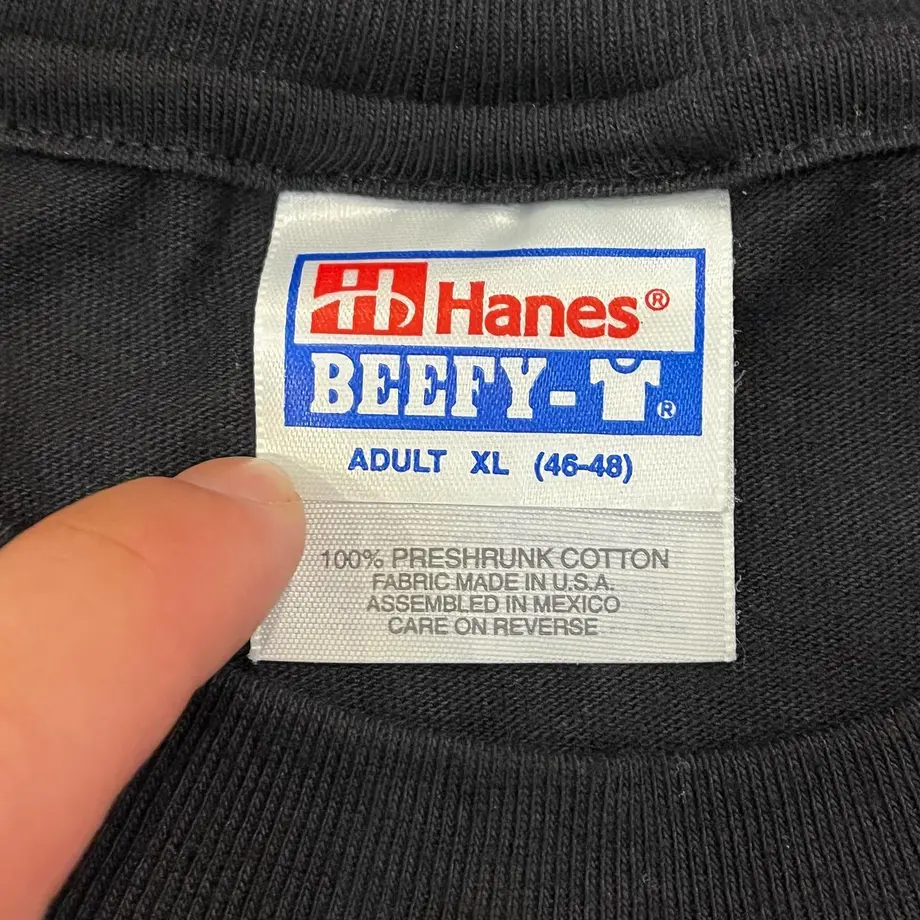 Hanes®
BEEFY-T®
ADULT XL (46-48)
100% PRESHRUNK COTTON
FABRIC MADE IN U.S.A.
ASSEMBLED IN MEXICO
CARE ON REVERSE